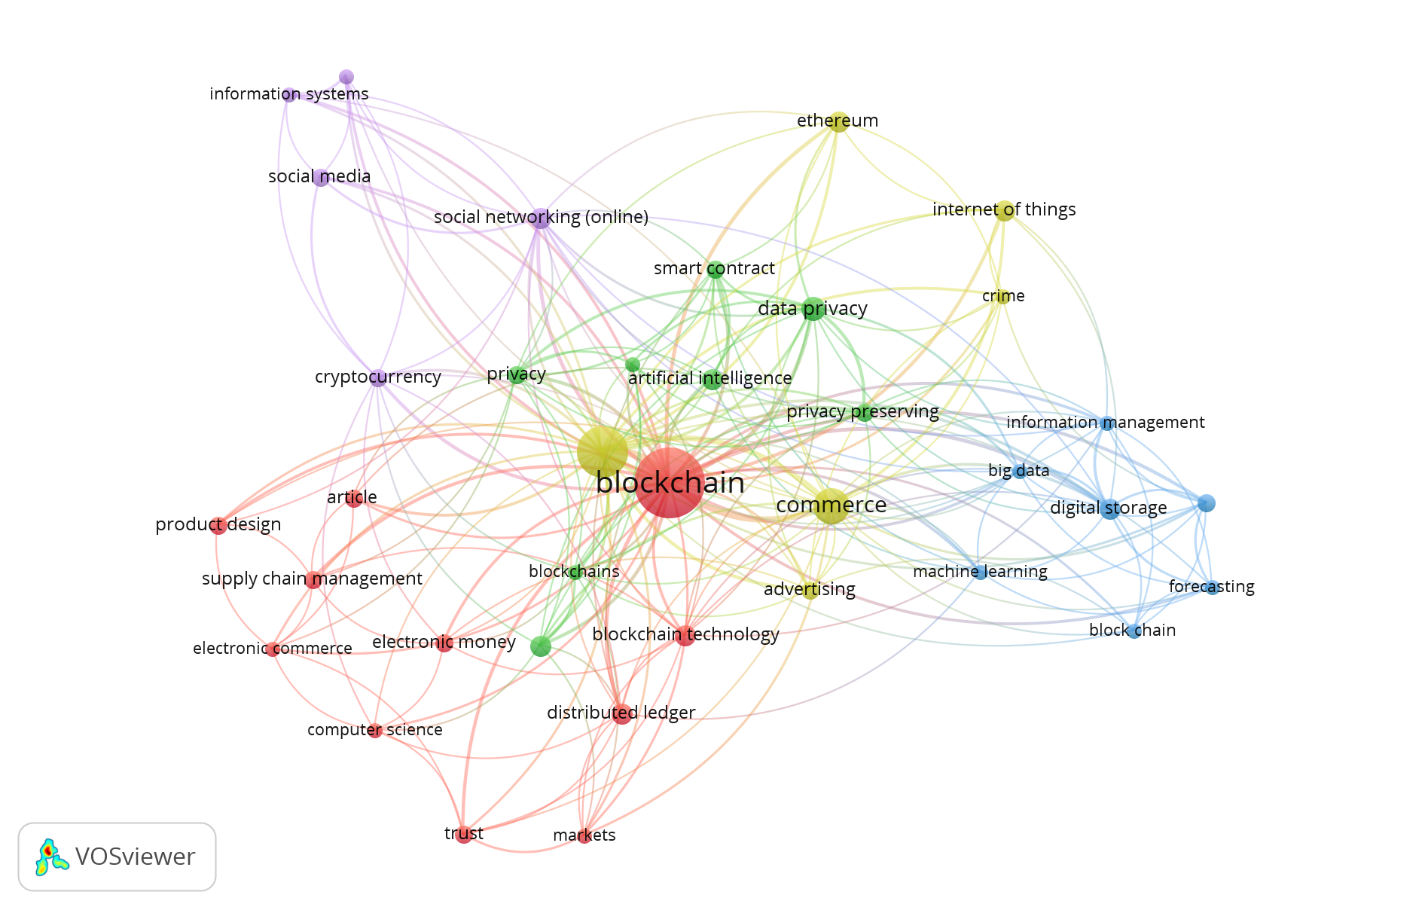 information systems
ethereum
social media
internet of things
social networking (online)
smart contract
crime
data privacy
cryptocurrency
privacy
artificial intelligence
privacy preserving
information management
big data
blockchain
article
commerce
digital storage
product design
blockchains
machine learning
supply chain management
advertising
forecasting
block chain
blockchain technology
electronic money
electronic commerce
distributed ledger
computer science
trust
markets
VOSviewer